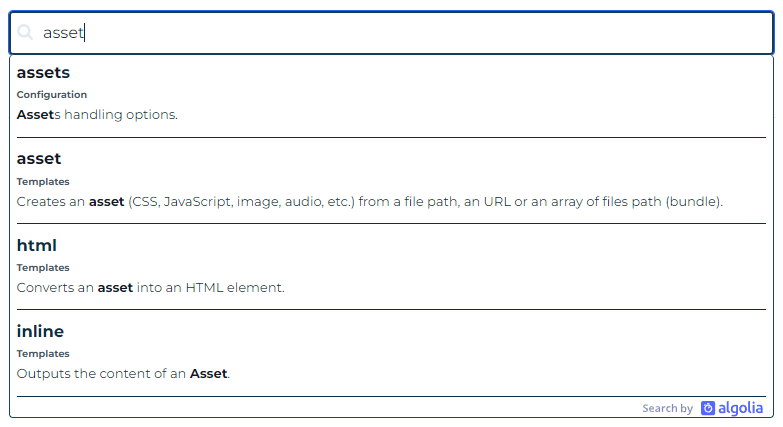 asset
assets
Configuration
Assets handling options.
asset
Templates
Creates an asset (CSS, JavaScript, image, audio, etc.) from a file path, an URL or an array of files path (bundle).
html
Templates
Converts an asset into an HTML element.
inline
Templates
Outputs the content of an Asset.
Search by algolia